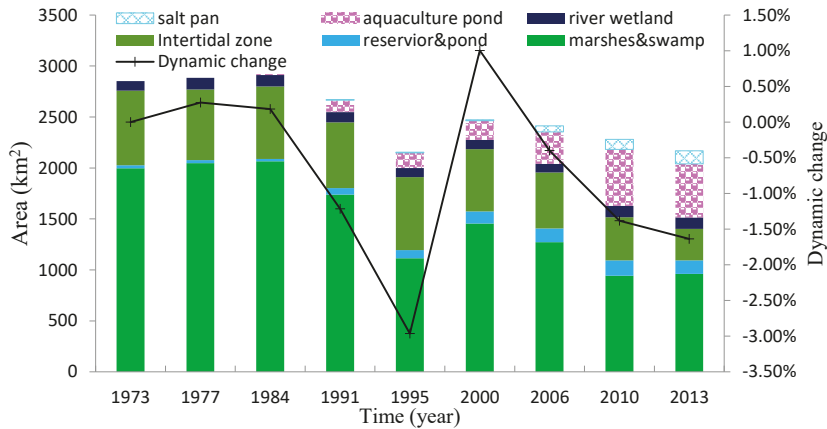 3500
3000
2500
2000
1500
1000
500
0
Area (km²)
salt pan
aquaculture pond
river wetland
Intertidal zone
reservior&pond
marshes&swamp
Dynamic change
1.50%
1.00%
0.50%
0.00%
-0.50%
-1.00%
-1.50%
-2.00%
-2.50%
-3.00%
-3.50%
Dynamic change
1973 1977 1984 1991 1995 2000 2006 2010 2013
Time (year)